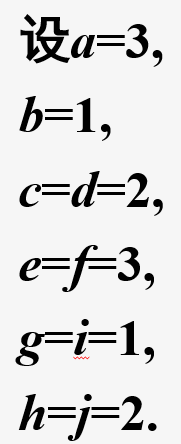 设a=3,
b=1,
c=d=2,
e=f=3,
g=i=1,
h=j=2.